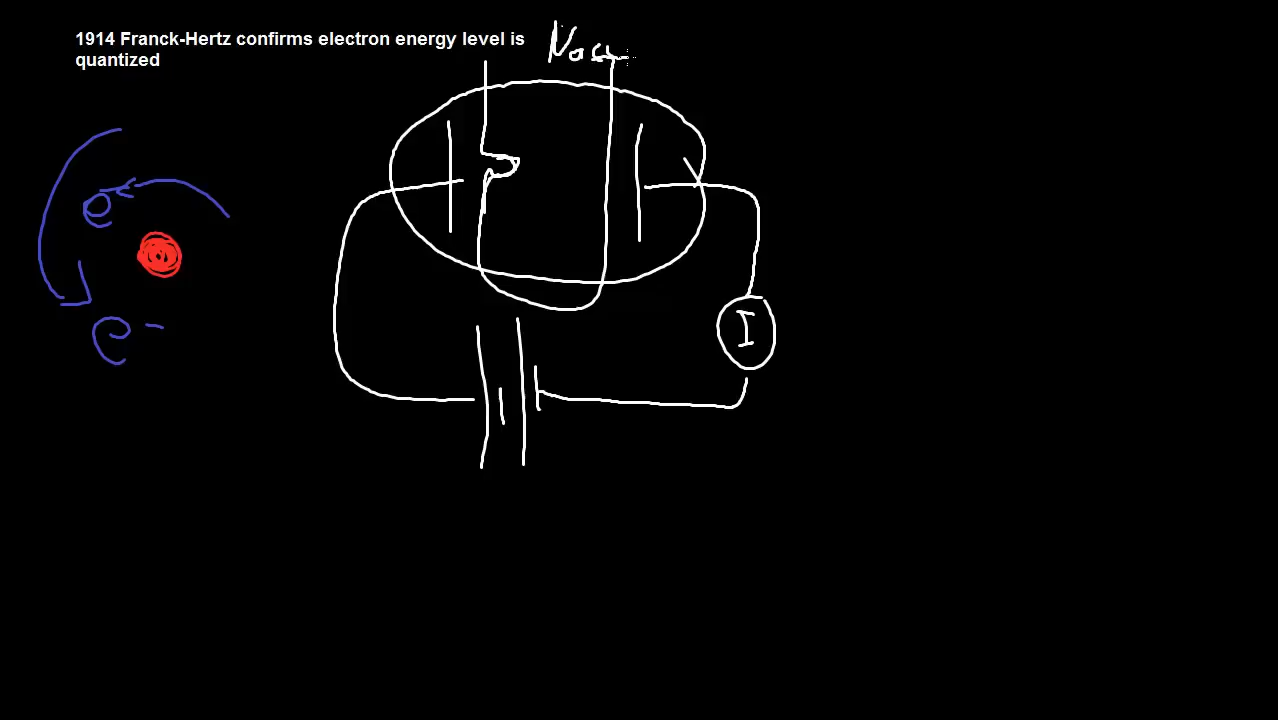 1914 Franck-Hertz confirms electron energy level is
quantized
e
e -
I